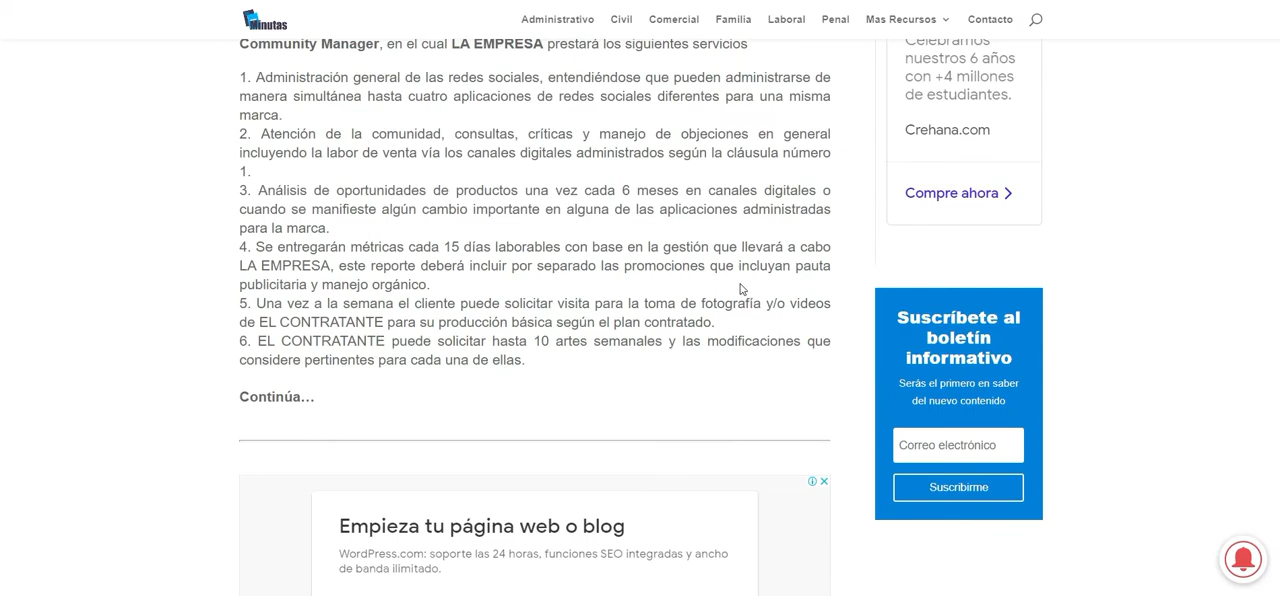 Minutas
Administrativo Civil Comercial Familia Laboral Penal Mas Recursos Contacto
Community Manager, en el cual LA EMPRESA prestará los siguientes servicios
1. Administración general de las redes sociales, entendiéndose que pueden administrarse de
manera simultánea hasta cuatro aplicaciones de redes sociales diferentes para una misma
marca.
2. Atención de la comunidad, consultas, críticas y manejo de objeciones en general
incluyendo la labor de venta vía los canales digitales administrados según la cláusula número
1.
3. Análisis de oportunidades de productos una vez cada 6 meses en canales digitales o
cuando se manifieste algún cambio importante en alguna de las aplicaciones administradas
para la marca.
4. Se entregarán métricas cada 15 días laborables con base en la gestión que llevará a cabo
LA EMPRESA, este reporte deberá incluir por separado las promociones que incluyan pauta
publicitaria y manejo orgánico.
5. Una vez a la semana el cliente puede solicitar visita para la toma de fotografía y/o videos
de EL CONTRATANTE para su producción básica según el plan contratado.
6. EL CONTRATANTE puede solicitar hasta 10 artes semanales y las modificaciones que
considere pertinentes para cada una de ellas.
Continúa…
Empieza tu página web o blog
WordPress.com: soporte las 24 horas, funciones SEO integradas y ancho
de banda ilimitado.
Celebramos
nuestros 6 años
con +4 millones
de estudiantes.
Crehana.com
Compre ahora
Suscríbete al
boletín
informativo
Serás el primero en saber
del nuevo contenido
Correo electrónico
Suscribirme